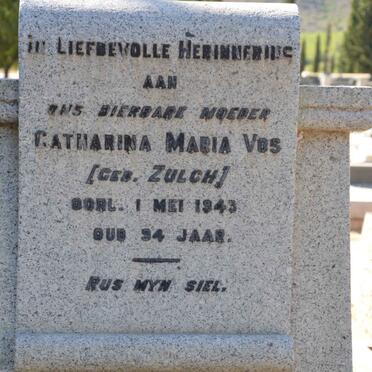 IN LIEFDEVOLLE HERINNERING
AAN
ONS DIERBARE MOEDER
CATHARINA MARIA VOS
[GEB. ZULCH]
OORL. 1 MEI 1943
OUD 94 JAAR.
RUS MYN SIEL.